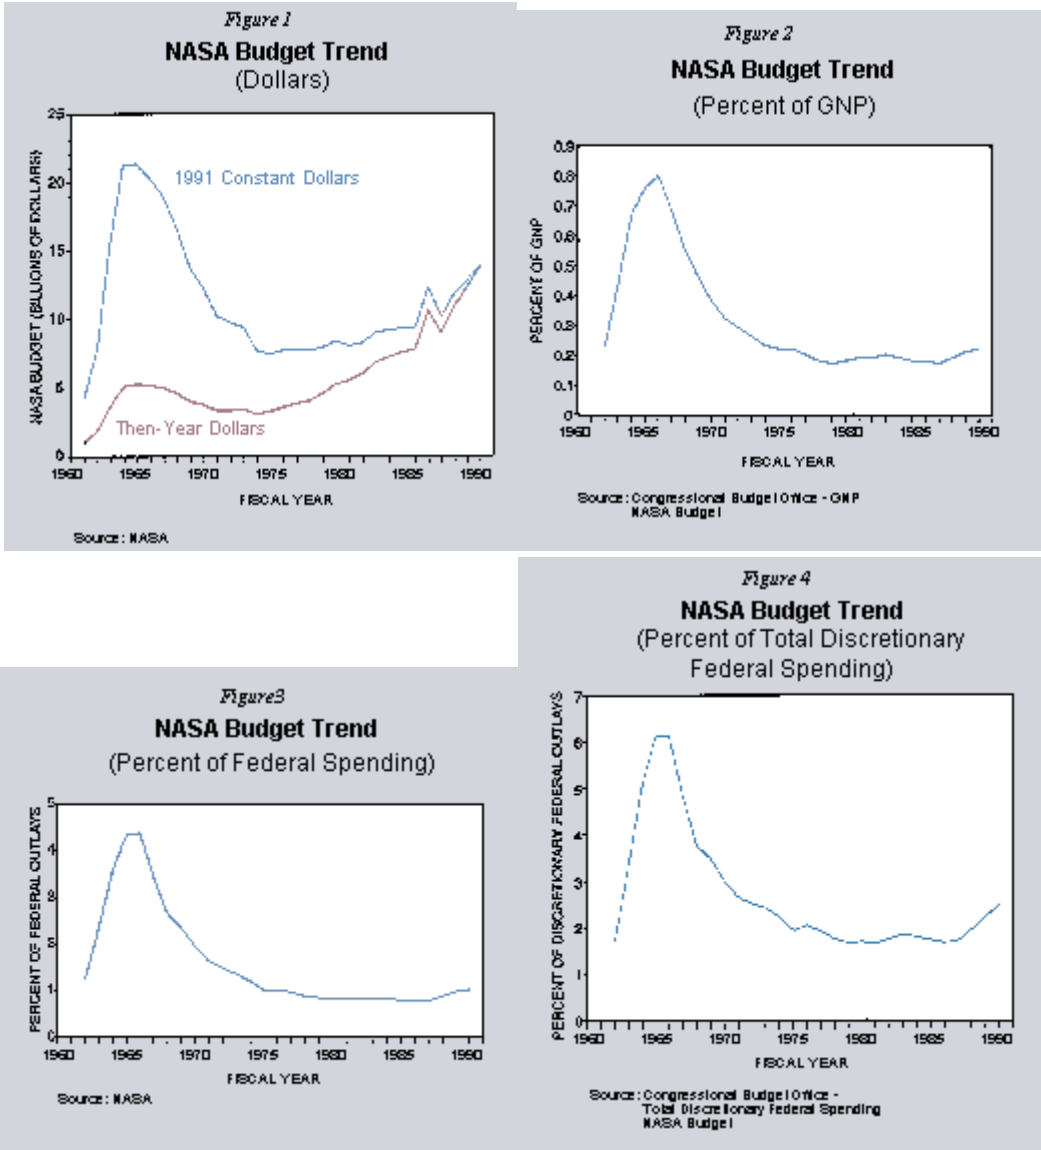 Figure 1
NASA Budget Trend
(Dollars)
NASA BUDGET (BILLIONS OF DOLLARS)
25
20
15
10
5
0
1991 Constant Dollars
Then-Year Dollars
1960 1965 1970 1975 1980 1985 1990
FISCAL YEAR
Source: NASA
Figure 2
NASA Budget Trend
(Percent of GNP)
PERCENT OF GNP
0.9
0.8
0.7
0.6
0.5
0.4
0.3
0.2
0.1
0
1960 1965 1970 1975 1980 1985 1990
FISCAL YEAR
Source: Congressional Budget Office - GNP
NASA Budget
Figure3
NASA Budget Trend
(Percent of Federal Spending)
PERCENT OF FEDERAL OUTLAYS
5
4
3
2
1
0
1960 1965 1970 1975 1980 1985 1990
FISCAL YEAR
Source: NASA
Figure 4
NASA Budget Trend
(Percent of Total Discretionary
Federal Spending)
PERCENT OF DISCRETIONARY FEDERAL OUTLAYS
7
6
5
4
3
2
1
0
1960 1965 1970 1975 1980 1985 1990
FISCAL YEAR
Source: Congressional Budget Office -
Total Discretionary Federal Spending
NASA Budget